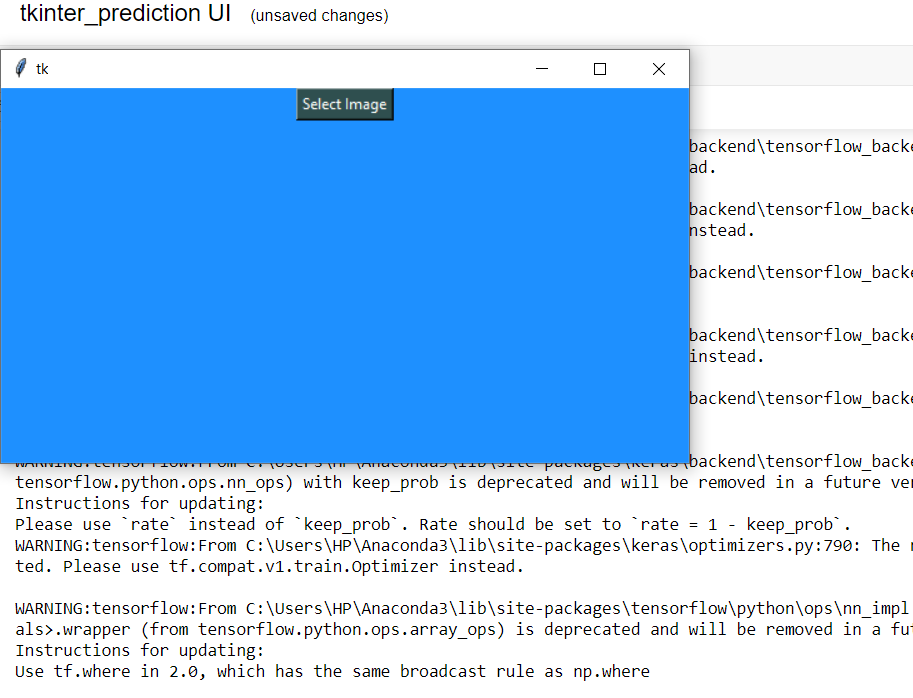 tkinter_prediction UI (unsaved changes)
tk
Select Image
backend\tensorflow_backe
ad.
backend\tensorflow_backe
nstead.
backend\tensorflow_backe
backend\tensorflow_backe
instead.
backend\tensorflow_backe
WARNING:tensorflow:From C:\Users\HP\Anaconda3\lib\site-packages\keras\backend\tensorflow_backe
tensorflow.python.ops.nn_ops) with keep_prob is deprecated and will be removed in a future ver
Instructions for updating:
Please use `rate` instead of `keep_prob`. Rate should be set to `rate = 1 - keep_prob`.
WARNING:tensorflow:From C:\Users\HP\Anaconda3\lib\site-packages\keras\optimizers.py:790: The n
ted. Please use tf.compat.v1.train.Optimizer instead.
WARNING:tensorflow:From C:\Users\HP\Anaconda3\lib\site-packages\tensorflow\python\ops\nn_impl
als>.wrapper (from tensorflow.python.ops.array_ops) is deprecated and will be removed in a fut
Instructions for updating:
Use tf.where in 2.0, which has the same broadcast rule as np.where